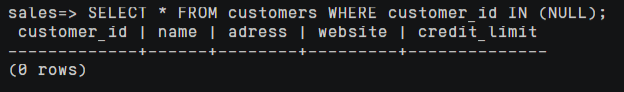 sales=> SELECT * FROM customers WHERE customer_id IN (NULL);
 customer_id | name | adress | website | credit_limit
-------------+------+--------+---------+--------------
(0 rows)